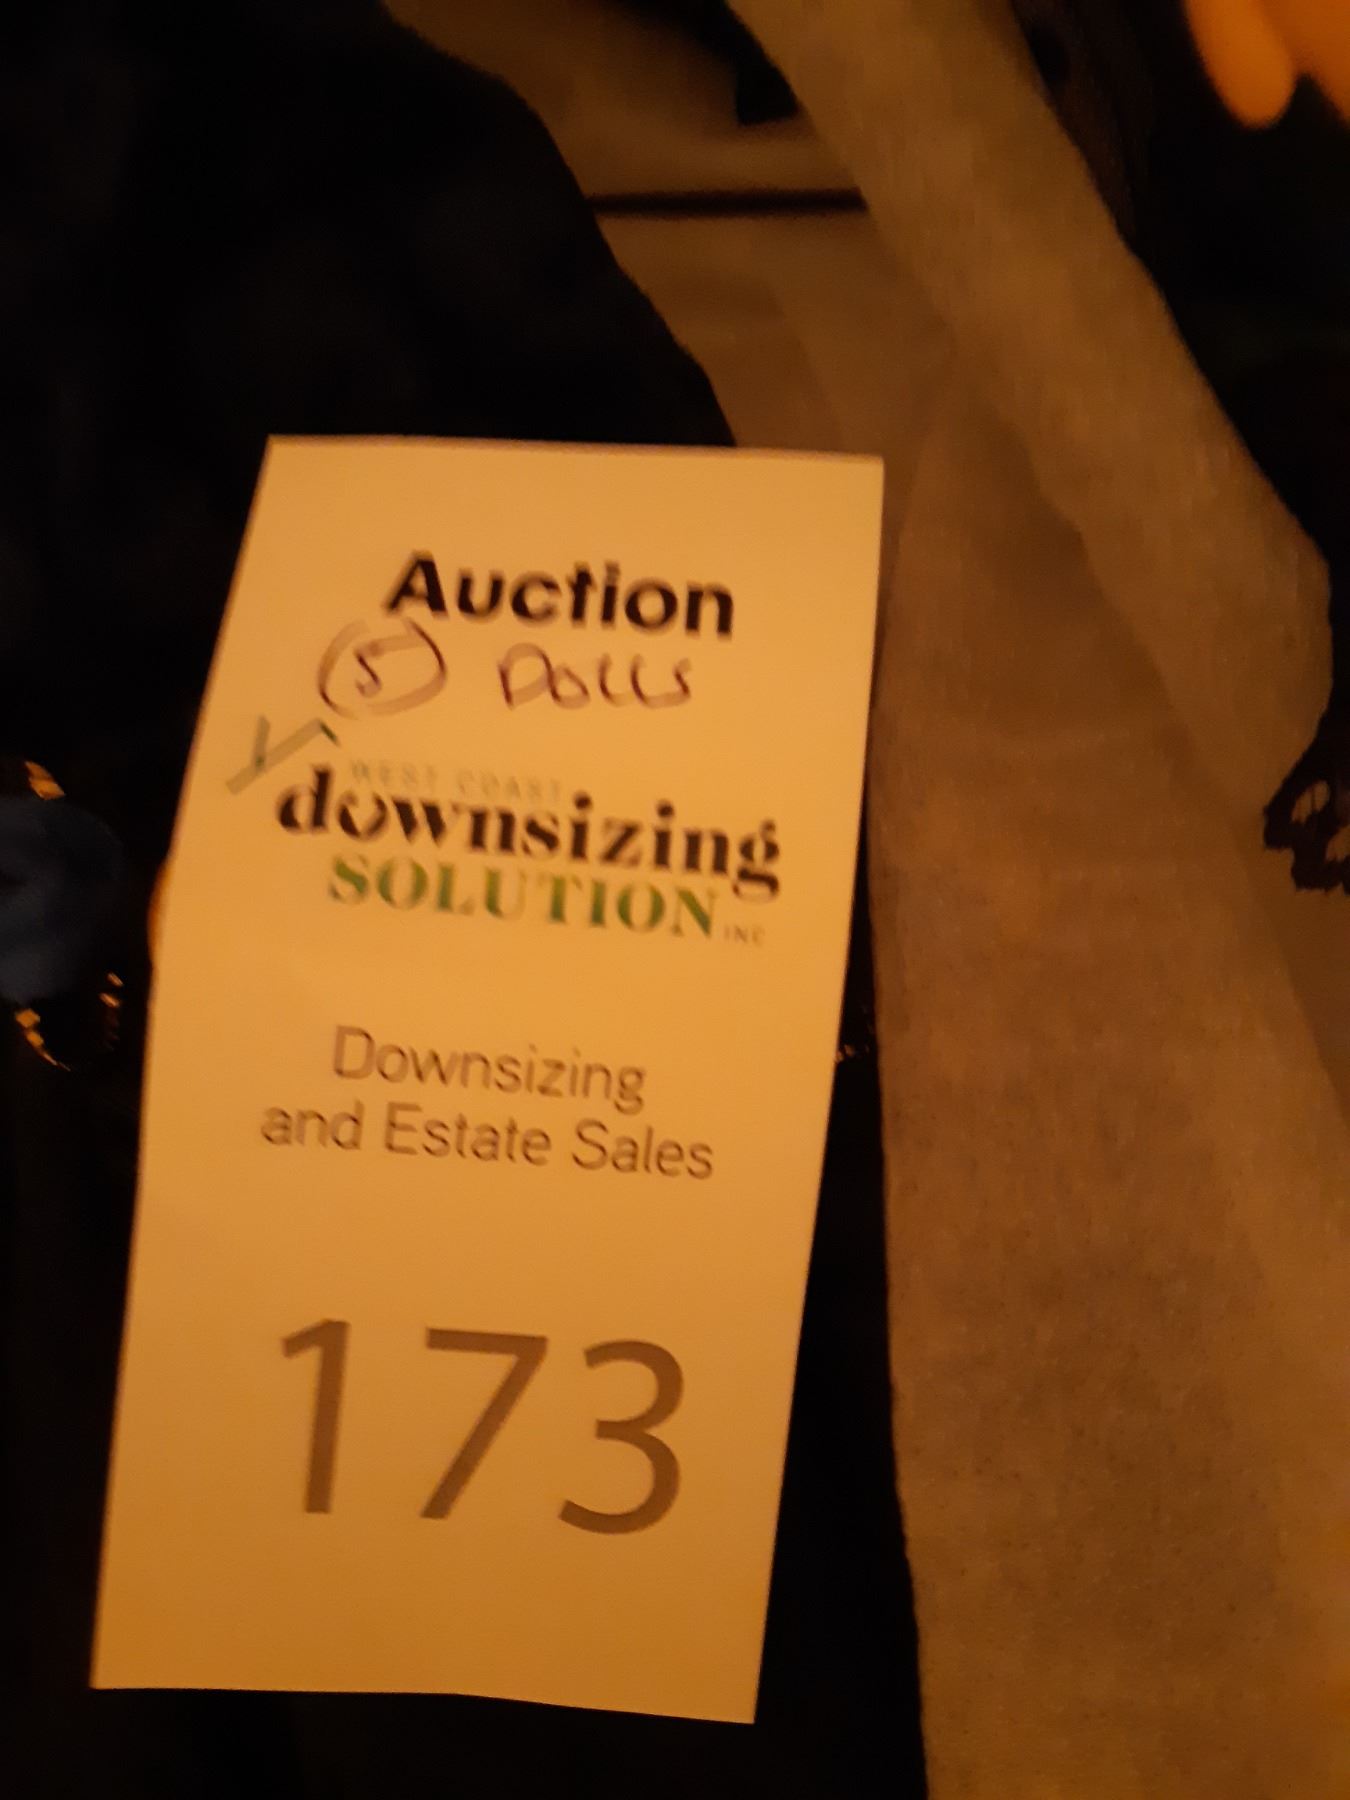 Auction
(5) Dolls
WEST COAST
downsizing
SOLUTION INC
Downsizing
and Estate Sales
173